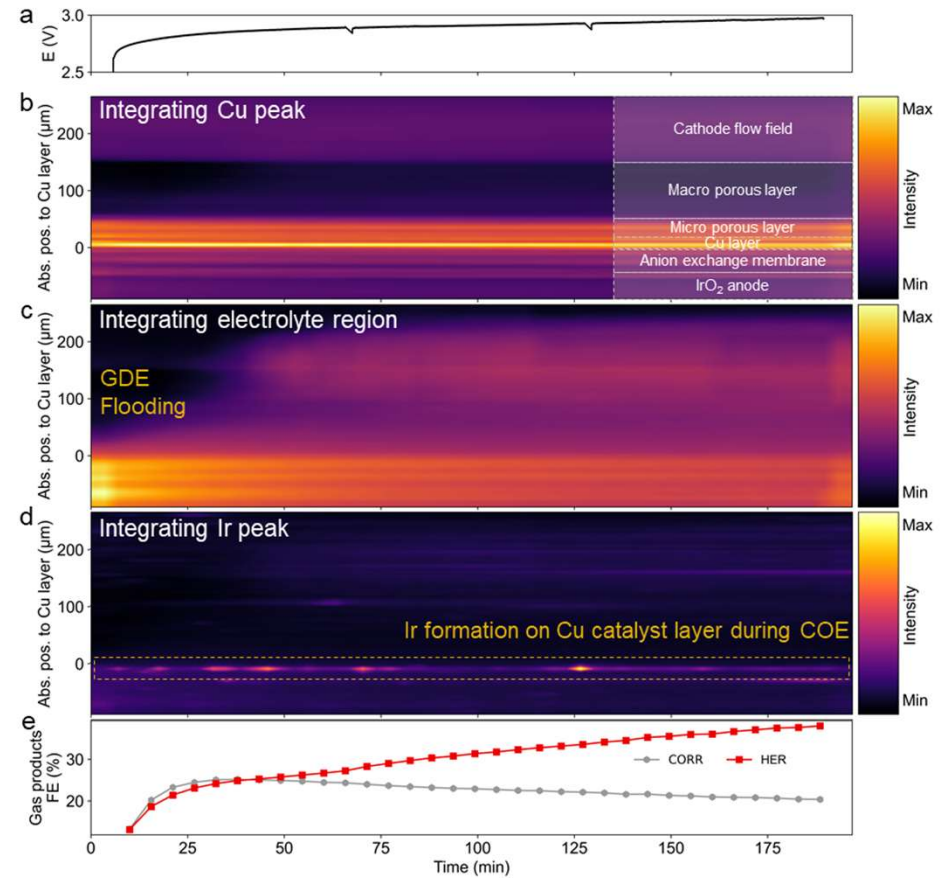 a
3.0
E (V)
2.5
b
Integrating Cu peak
Abs. pos. to Cu layer (µm)
200
100
0
Cathode flow field
Macro porous layer
Micro porous layer
Cu layer
Anion exchange membrane
IrO₂ anode
Max
Intensity
Min
c
Integrating electrolyte region
Abs. pos. to Cu layer (µm)
200
100
0
GDE
Flooding
Max
Intensity
Min
d
Integrating Ir peak
Abs. pos. to Cu layer (µm)
200
100
0
Ir formation on Cu catalyst layer during COE
Max
Intensity
Min
e
Gas products
FE (%)
30
20
CORR
HER
0
25
50
75
100
125
150
175
Time (min)